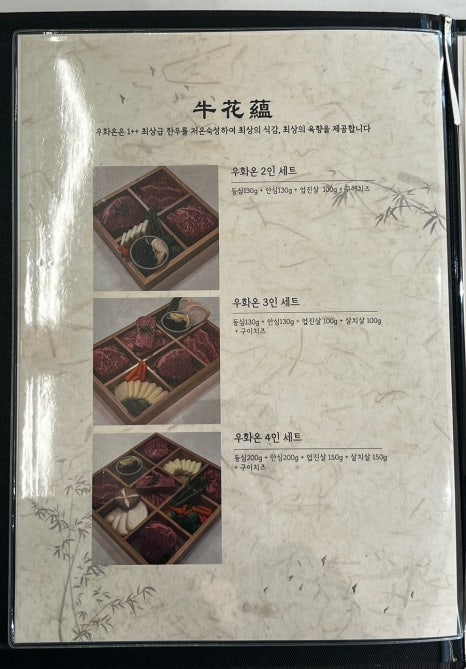 牛花蘊
우화온은 1++ 최상급 한우를 저온숙성하여 최상의 식감, 최상의 육향을 제공합니다
우화온 2인 세트
등심130g + 안심130g + 업진살 100g + 구이치즈
우화온 3인 세트
등심130g + 안심130g + 업진살 100g + 살치살 100g
+ 구이치즈
우화온 4인 세트
등심200g + 안심200g + 업진살 150g + 살치살 150g
+ 구이치즈